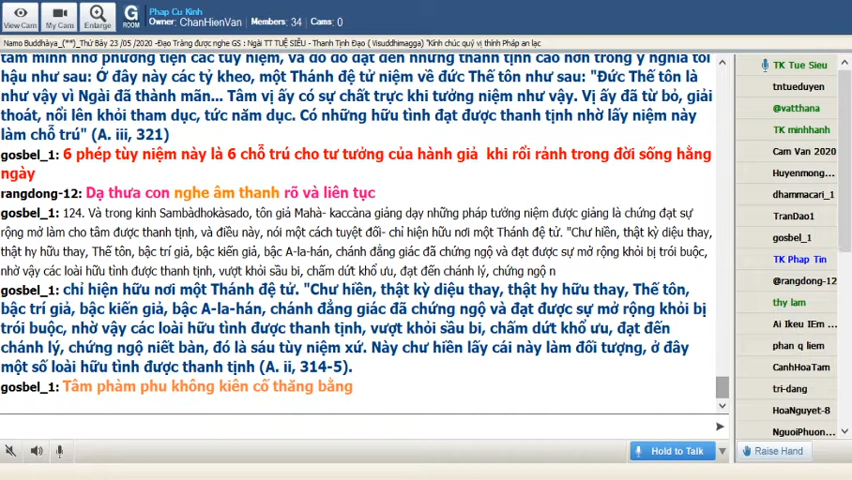 View Cam
My Cam
Enlarge
G
ROOM
Phap Cu Kinh
Owner: ChanHienVan Members: 34 Cams: 0
Namo Buddhàya_(**)_Thứ Bảy 23 /05 /2020 -Đạo Tràng được nghe GS : Ngài TT TUỆ SIÊU - Thanh Tịnh Đạo ( Visuddhimagga) "Kính chúc quý vị thính Pháp an lạc
tâm mình nhờ phương tiện các tùy niệm, và do đó đạt đến những thanh tịnh cao hơn trong ý nghĩa tối
hậu như sau: Ở đây này các tỷ kheo, một Thánh đệ tử niệm về đức Thế tôn như sau: "Đức Thế tôn là
như vậy vì Ngài đã thành mãn... Tâm vị ấy có sự chất trực khi tưởng niệm như vậy. Vị ấy đã từ bỏ, giải
thoát, nổi lên khỏi tham dục, tức năm dục. Có những hữu tình đạt được thanh tịnh nhờ lấy niệm này
làm chỗ trú" (A. iii, 321)
gosbel_1: 6 phép tùy niệm này là 6 chỗ trú cho tư tưởng của hành giả khi rổi rảnh trong đời sống hằng
ngày
rangdong-12: Dạ thưa con nghe âm thanh rõ và liên tục
gosbel_1: 124. Và trong kinh Sambàdhokàsado, tôn giả Mahà- kaccàna giảng dạy những pháp tưởng niệm được giảng là chứng đạt sự
rộng mở làm cho tâm được thanh tịnh, và điều này, nói một cách tuyệt đối- chỉ hiện hữu nơi một Thánh đệ tử. "Chư hiền, thật kỳ diệu thay,
thật hy hữu thay, Thế tôn, bậc trí giả, bậc kiến giả, bậc A-la-hán, chánh đẳng giác đã chứng ngộ và đạt được sự mở rộng khỏi bị trói buộc,
nhờ vậy các loài hữu tình được thanh tịnh, vượt khỏi sầu bi, chấm dứt khổ ưu, đạt đến chánh lý, chứng ngộ n
gosbel_1: chỉ hiện hữu nơi một Thánh đệ tử. "Chư hiền, thật kỳ diệu thay, thật hy hữu thay, Thế tôn,
bậc trí giả, bậc kiến giả, bậc A-la-hán, chánh đẳng giác đã chứng ngộ và đạt được sự mở rộng khỏi bị
trói buộc, nhờ vậy các loài hữu tình được thanh tịnh, vượt khỏi sầu bi, chấm dứt khổ ưu, đạt đến
chánh lý, chứng ngộ niết bàn, đó là sáu tùy niệm xứ. Này chư hiền lấy cái này làm đối tượng, ở đây
một số loài hữu tình được thanh tịnh (A. ii, 314-5).
gosbel_1: Tâm phàm phu không kiên cố thăng bằng
Hold to Talk
TK Tue Sieu
tntueduyen
@vatthana
TK minhhanh
Cam Van 2020
Huyenmong...
dhammacari_1
TranDao1
gosbel_1
TK Phap Tin
@rangdong-12
thy lam
Ai Ikeu IEm ...
phan q liem
CanhHoaTam
tri-dang
HoaNguyet-8
NguoiPhuon...
Raise Hand